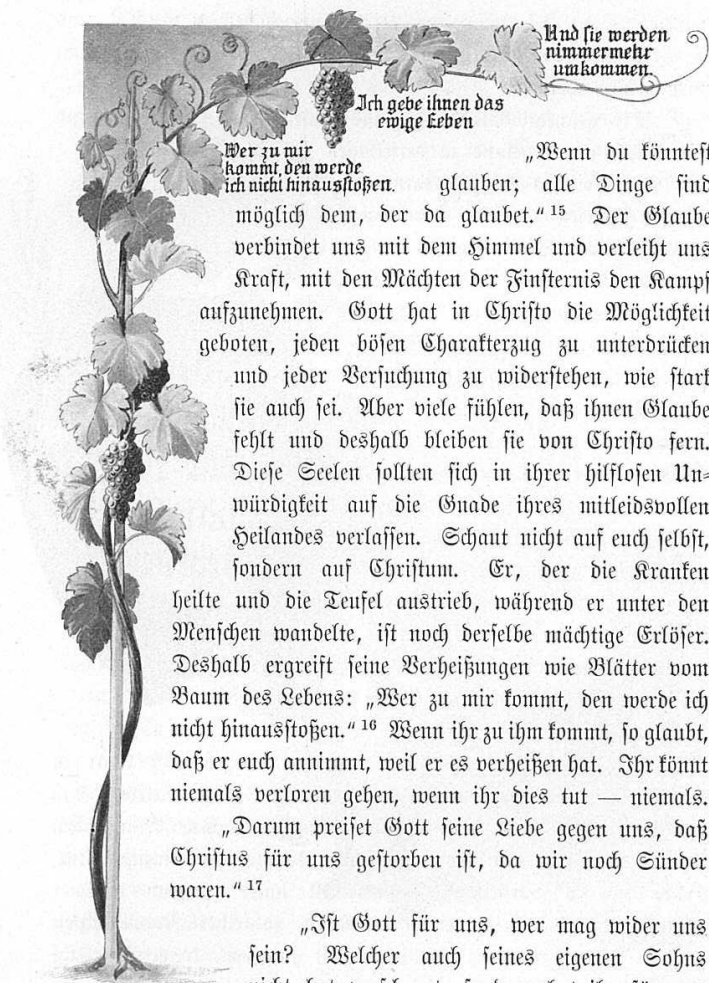 Und sie werden
nimmermehr
umkommen.
Ich gebe ihnen das
ewige Leben
Wer zu mir
kommt, den werde
ich nicht hinausstoßen.
„Wenn du könntest
glauben; alle Dinge sind
möglich dem, der da glaubet.“ 15 Der Glaube
verbindet uns mit dem Himmel und verleiht uns
Kraft, mit den Mächten der Finsternis den Kampf
aufzunehmen. Gott hat in Christo die Möglichkeit
geboten, jeden bösen Charakterzug zu unterdrücken
und jeder Versuchung zu widerstehen, wie stark
sie auch sei. Aber viele fühlen, daß ihnen Glaube
fehlt und deshalb bleiben sie von Christo fern.
Diese Seelen sollten sich in ihrer hilflosen Un-
würdigkeit auf die Gnade ihres mitleidsvollen
Heilandes verlassen. Schaut nicht auf euch selbst,
sondern auf Christum. Er, der die Kranken
heilte und die Teufel austrieb, während er unter den
Menschen wandelte, ist noch derselbe mächtige Erlöser.
Deshalb ergreift seine Verheißungen wie Blätter vom
Baum des Lebens: „Wer zu mir kommt, den werde ich
nicht hinausstoßen.“ 16 Wenn ihr zu ihm kommt, so glaubt,
daß er euch annimmt, weil er es verheißen hat. Ihr könnt
niemals verloren gehen, wenn ihr dies tut — niemals.
„Darum preiset Gott seine Liebe gegen uns, daß
Christus für uns gestorben ist, da wir noch Sünder
waren.“ 17
„Ist Gott für uns, wer mag wider uns
sein? Welcher auch seines eigenen Sohns